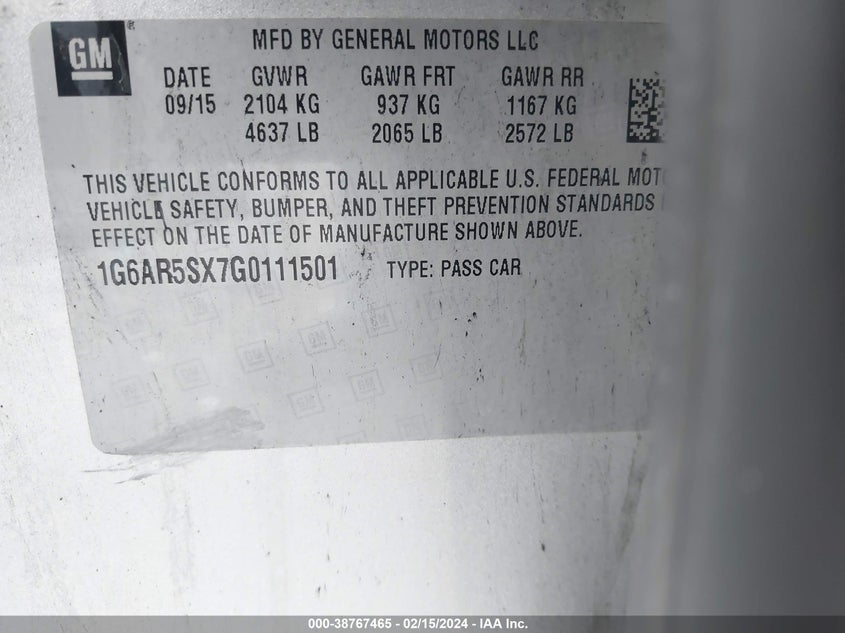 GM
MFD BY GENERAL MOTORS LLC
DATE GVWR GAWR FRT GAWR RR
09/15 2104 KG 937 KG 1167 KG
4637 LB 2065 LB 2572 LB
THIS VEHICLE CONFORMS TO ALL APPLICABLE U.S. FEDERAL MOT
VEHICLE SAFETY, BUMPER, AND THEFT PREVENTION STANDARDS
EFFECT ON THE DATE OF MANUFACTURE SHOWN ABOVE.
1G6AR5SX7G0111501 TYPE: PASS CAR
000-38767465 - 02/15/2024 - IAA Inc.